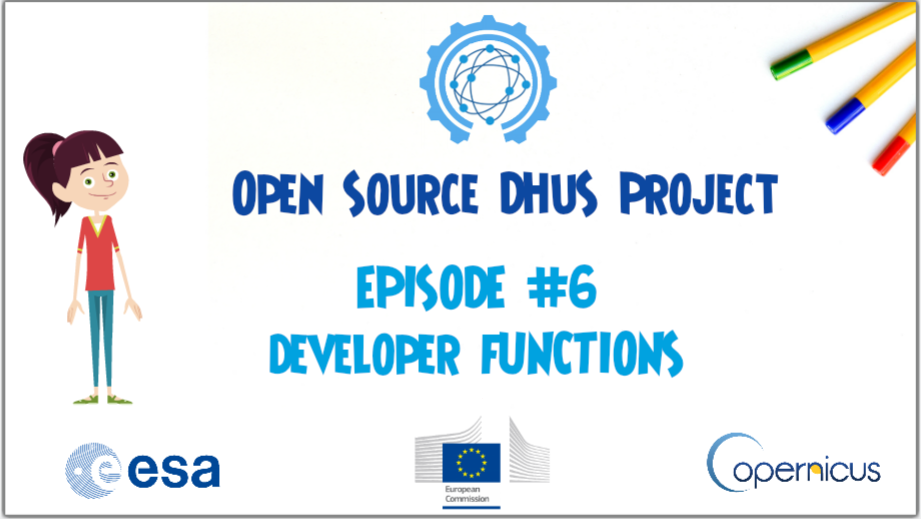 OPEN SOURCE DHUS PROJECT
EPISODE #6
DEVELOPER FUNCTIONS
esa
European
Commission
opernicus